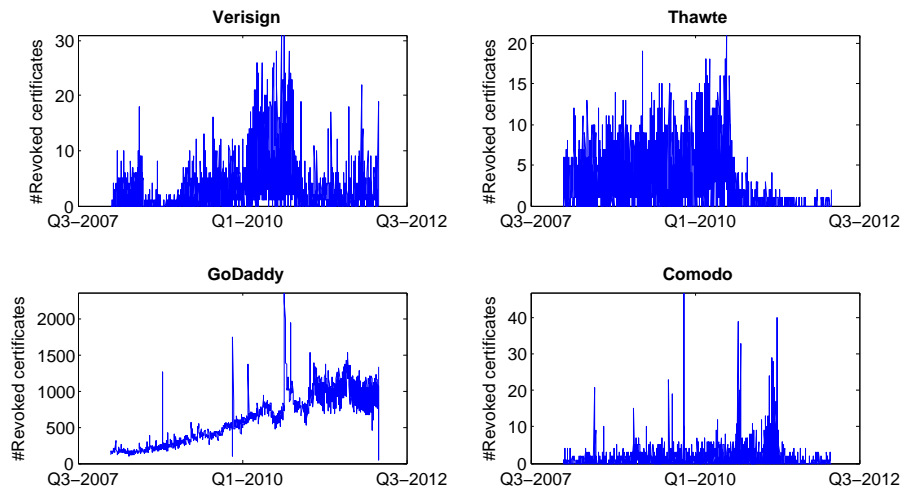 Verisign
#Revoked certificates
30
20
10
0
Q3−2007
Q1−2010
Q3−2012
Thawte
#Revoked certificates
20
15
10
5
0
Q3−2007
Q1−2010
Q3−2012
GoDaddy
#Revoked certificates
2000
1500
1000
500
0
Q3−2007
Q1−2010
Q3−2012
Comodo
#Revoked certificates
40
30
20
10
0
Q3−2007
Q1−2010
Q3−2012